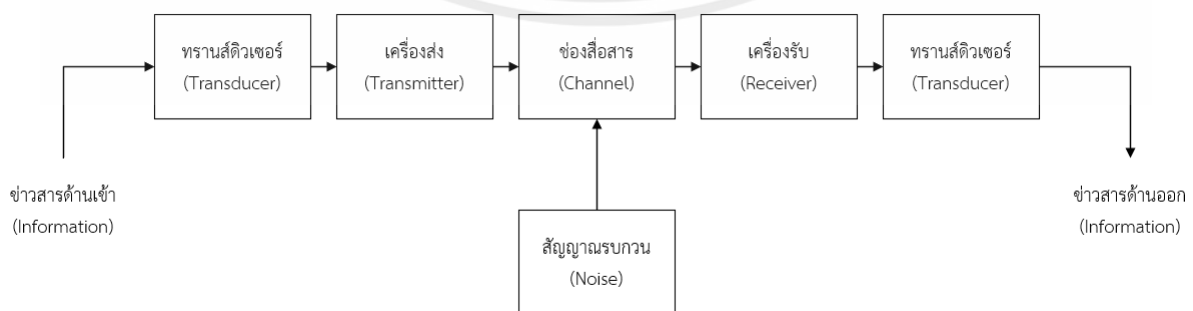 ทรานส์ดิวเซอร์
(Transducer)
เครื่องส่ง
(Transmitter)
ช่องสื่อสาร
(Channel)
เครื่องรับ
(Receiver)
ทรานส์ดิวเซอร์
(Transducer)
ข่าวสารด้านเข้า
(Information)
ข่าวสารด้านออก
(Information)
สัญญาณรบกวน
(Noise)